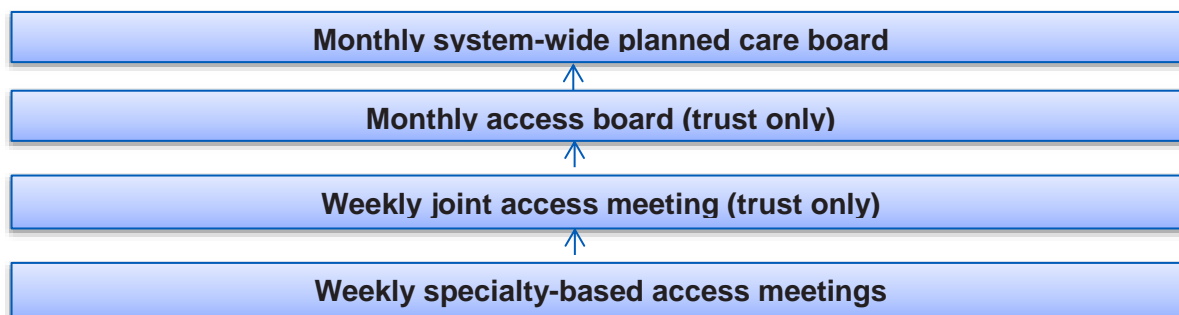 Monthly system-wide planned care board
Monthly access board (trust only)
Weekly joint access meeting (trust only)
Weekly specialty-based access meetings